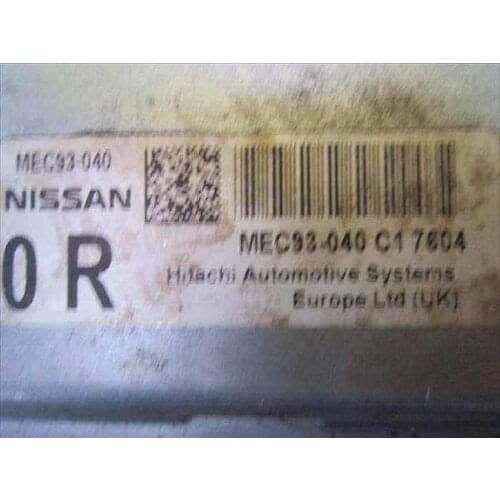 MEC93-040
NISSAN
0 R
MEC93-040 C1 7604
Hitachi Automotive Systems
Europe Ltd (UK)